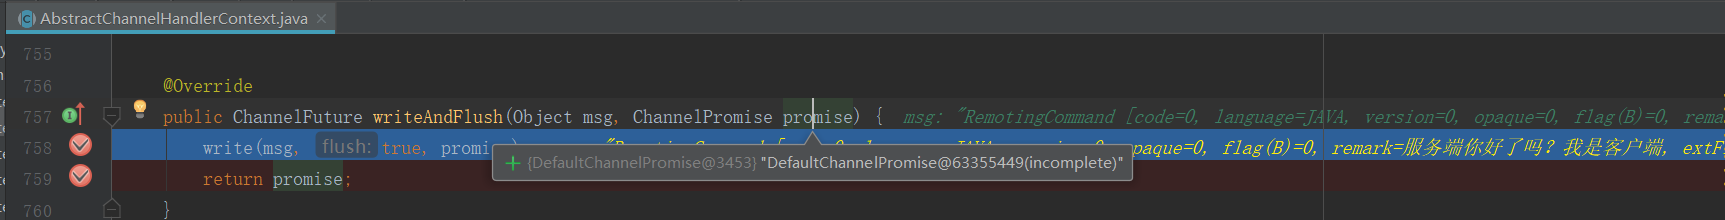 AbstractChannelHandlerContext.java
755
756 @Override
757 public ChannelFuture writeAndFlush(Object msg, ChannelPromise promise) { msg: "RemotingCommand [code=0, language=JAVA, version=0, opaque=0, flag(B)=0, rema
758 write(msg, flush: true, promi opaque=0, flag(B)=0, remark=服务端你好了吗？我是客户端, extF
{DefaultChannelPromise@3453} "DefaultChannelPromise@63355449(incomplete)"
759 return promise;
760 }